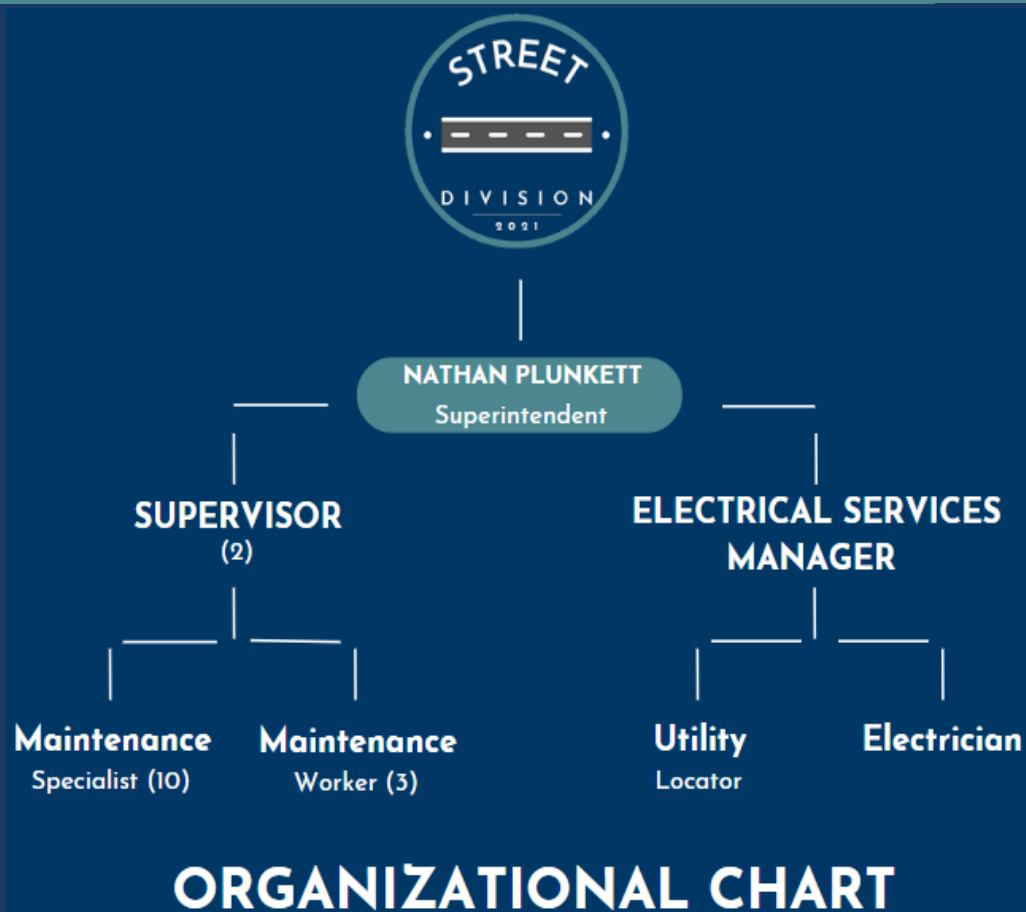 STREET
DIVISION
2021
NATHAN PLUNKETT
Superintendent
SUPERVISOR
(2)
ELECTRICAL SERVICES
MANAGER
Maintenance
Specialist (10)
Maintenance
Worker (3)
Utility
Locator
Electrician
ORGANIZATIONAL CHART